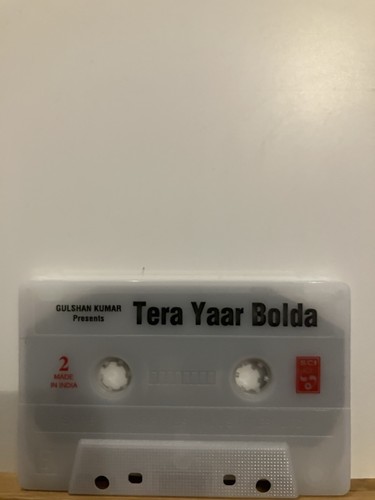 GULSHAN KUMAR
Presents
Tera Yaar Bolda
2
MADE
IN INDIA